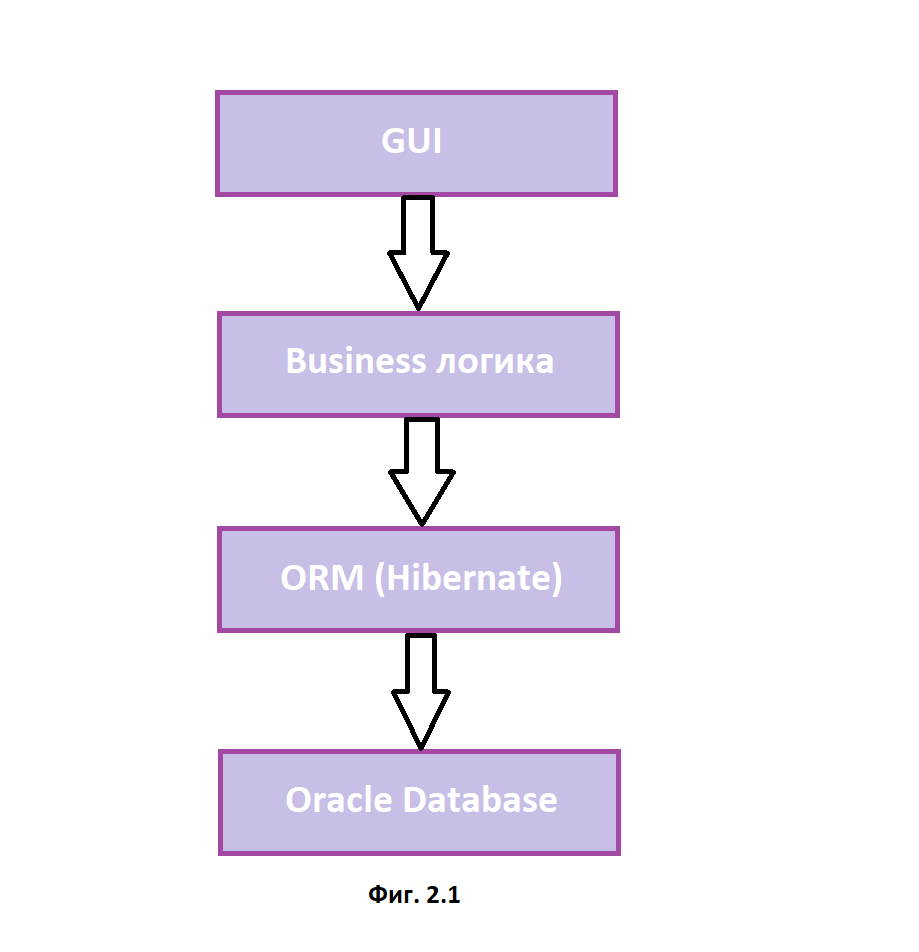 GUI
Business логика
ORM (Hibernate)
Oracle Database
Фиг. 2.1